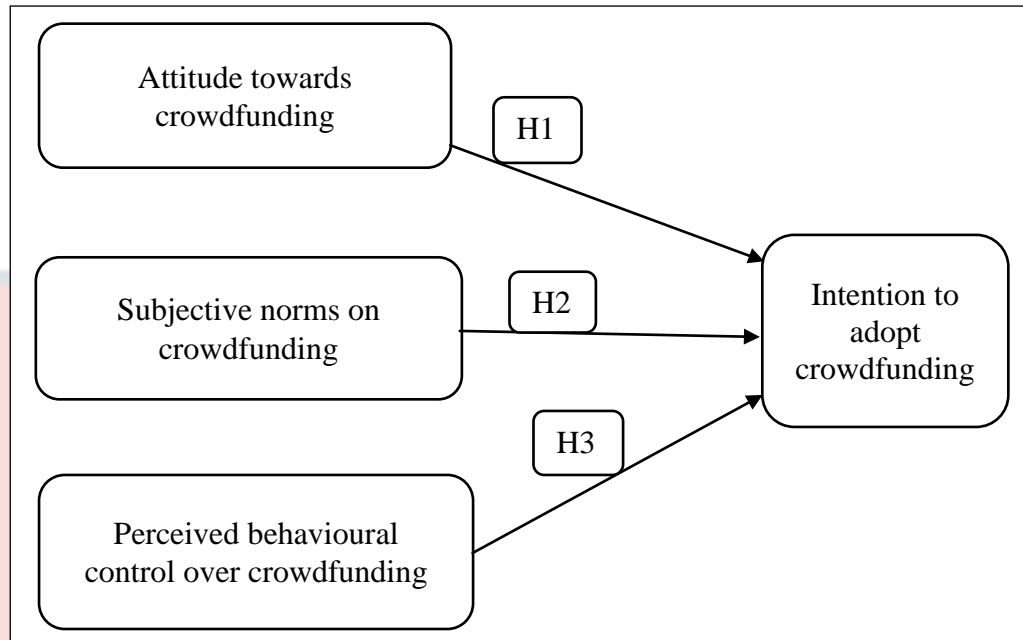 Attitude towards
crowdfunding
H1
Subjective norms on
crowdfunding
H2
Intention to
adopt
crowdfunding
H3
Perceived behavioural
control over crowdfunding